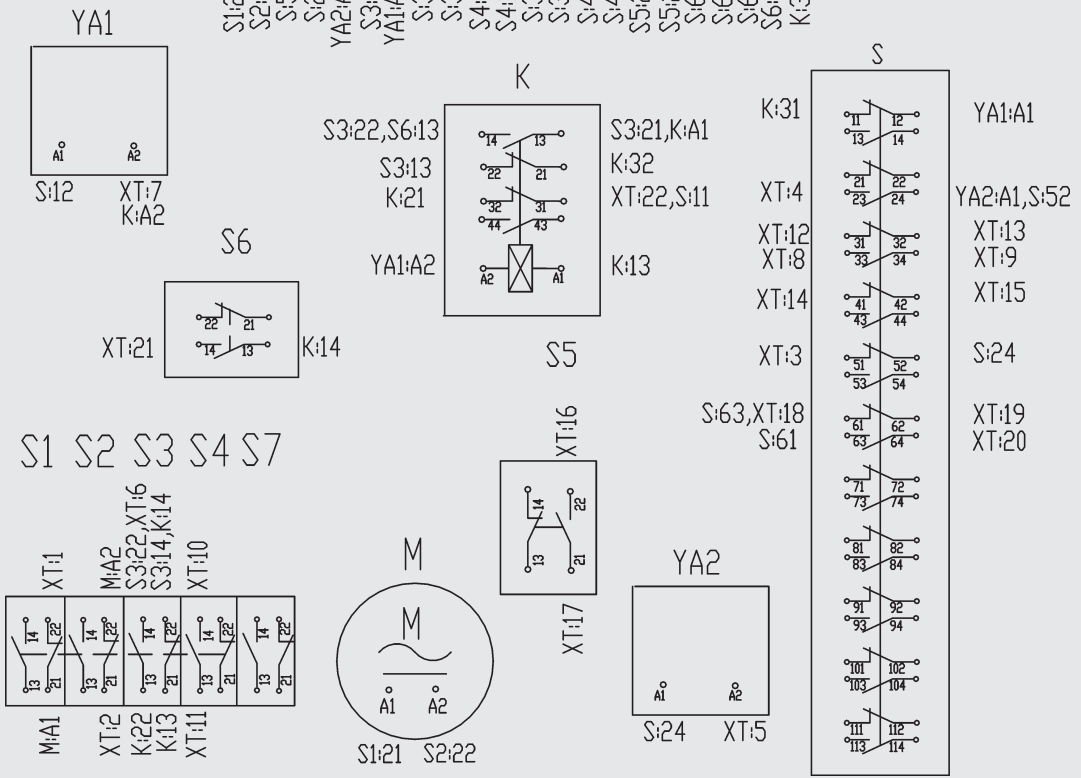 YA1
A1 A2
S:12 XT:7
K:A2
K
S3:22,S6:13 14 13 S3:21,K:A1
S3:13 22 21 K:32
K:21 32 31 XT:22,S:11
44 43
YA1:A2 A2 A1 K:13
S
K:31 11 12 YA1:A1
13 14
21 22
XT:4 23 24 YA2:A1,S:52
XT:12 31 32 XT:13
XT:8 33 34 XT:9
XT:14 41 42 XT:15
43 44
XT:3 51 52 S:24
53 54
S:63,XT:18 61 62 XT:19
S:61 63 64 XT:20
71 72
73 74
81 82
83 84
91 92
93 94
101 102
103 104
111 112
113 114
S6
22 21
XT:21 14 13 K:14
S5
XT:16
14 22
13 21
XT:17
S1 S2 S3 S4 S7
XT:1 M:A2 S3:22,XT:6 S3:14,K:14 XT:10
14 22 14 22 14 22 14 22 14 22
13 21 13 21 13 21 13 21 13 21
M:A1 XT:2 K:22 K:13 XT:11
M
M
A1 A2
S1:21 S2:22
YA2
A1 A2
S:24 XT:5